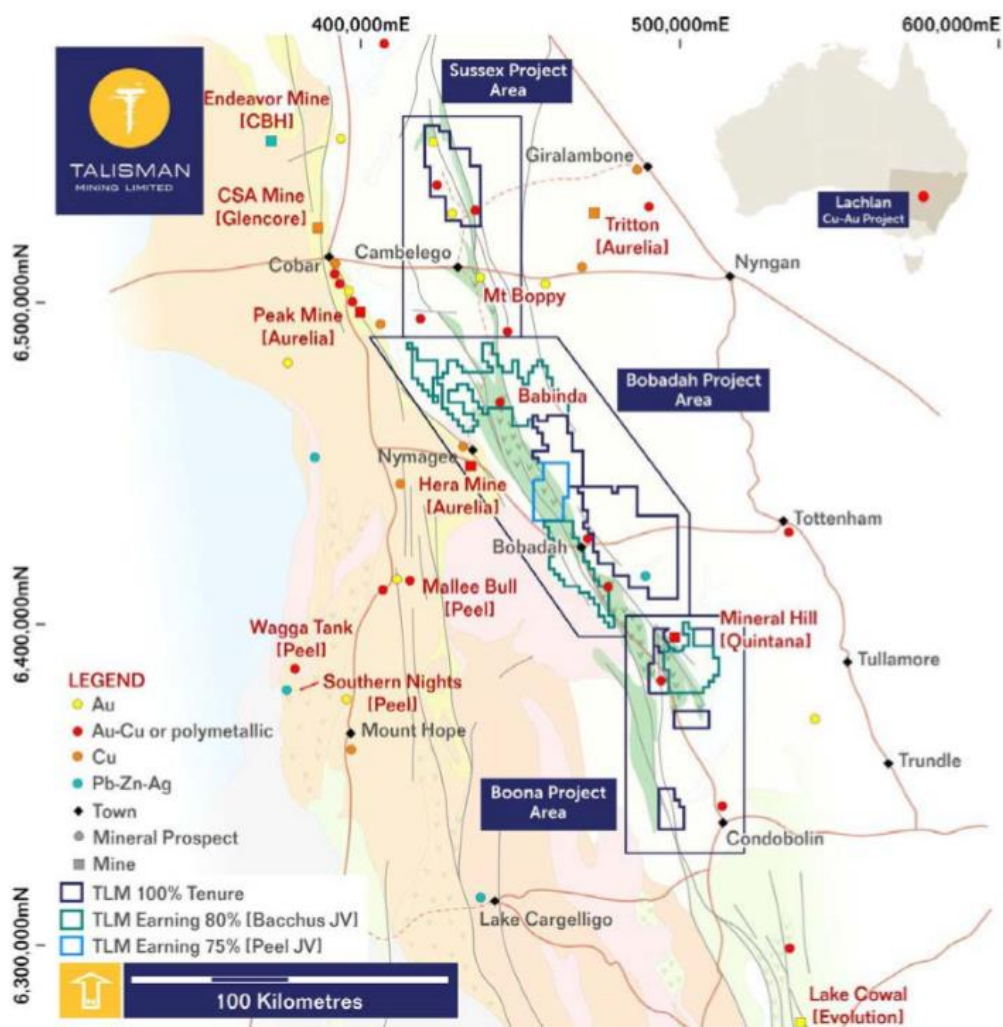 400,000mE
500,000mE
600,000mE
TALISMAN
MINING LIMITED
Sussex Project
Area
Endeavor Mine
[CBH]
Giralambone
CSA Mine
[Glencore]
Lachlan
Cu-Au Project
Tritton
[Aurelia]
Cambelego
Cobar
Nyngan
Mt Boppy
6,500,000mN
Peak Mine
[Aurelia]
Bobadah Project
Area
Babinda
Nymagee
Hera Mine
[Aurelia]
Tottenham
Bobadah
Mallee Bull
[Peel]
Mineral Hill
[Quintana]
Wagga Tank
[Peel]
6,400,000mN
Tullamore
Southern Nights
[Peel]
Mount Hope
Trundle
Boona Project
Area
Condobolin
LEGEND
Au
Au-Cu or polymetallic
Cu
Pb-Zn-Ag
Town
Mineral Prospect
Mine
TLM 100% Tenure
TLM Earning 80% [Bacchus JV]
TLM Earning 75% [Peel JV]
Lake Cargelligo
6,300,000mN
100 Kilometres
Lake Cowal
[Evolution]